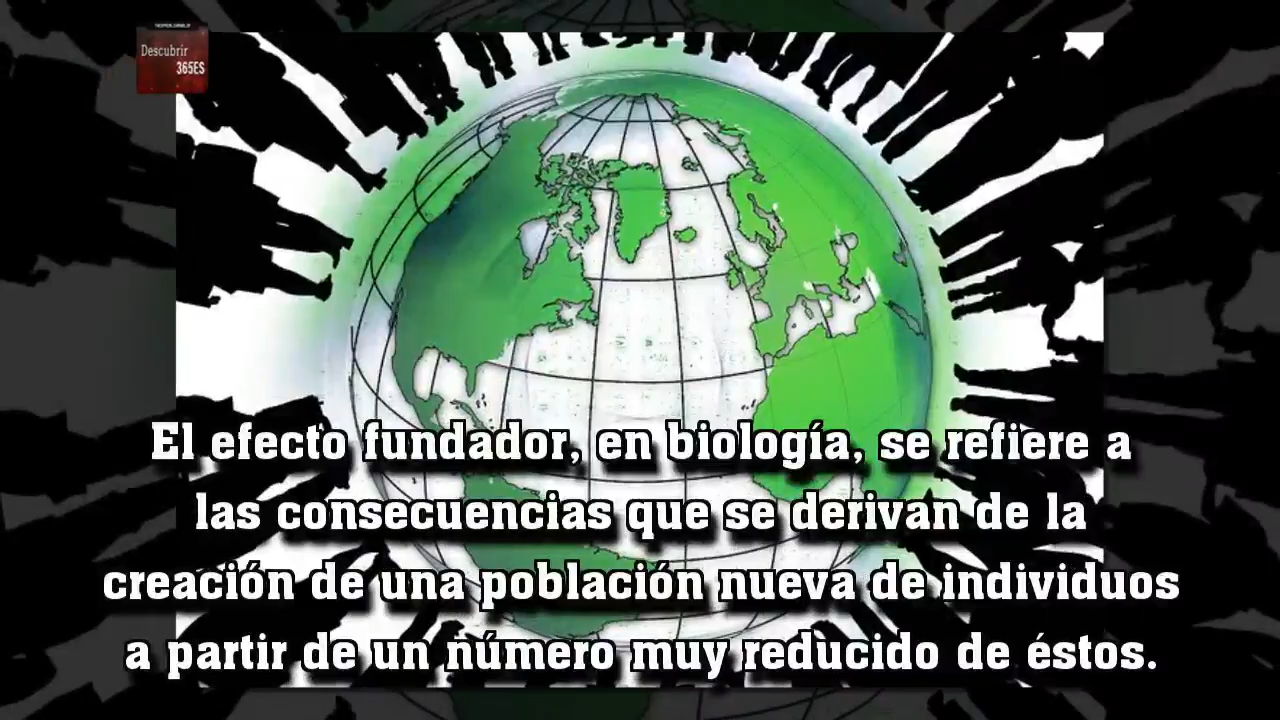 Descubrir
365ES
El efecto fundador, en biología, se refiere a
las consecuencias que se derivan de la
creación de una población nueva de individuos
a partir de un número muy reducido de éstos.